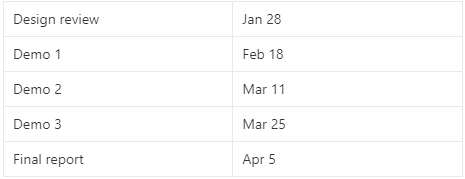 Design review Jan 28
Demo 1 Feb 18
Demo 2 Mar 11
Demo 3 Mar 25
Final report Apr 5